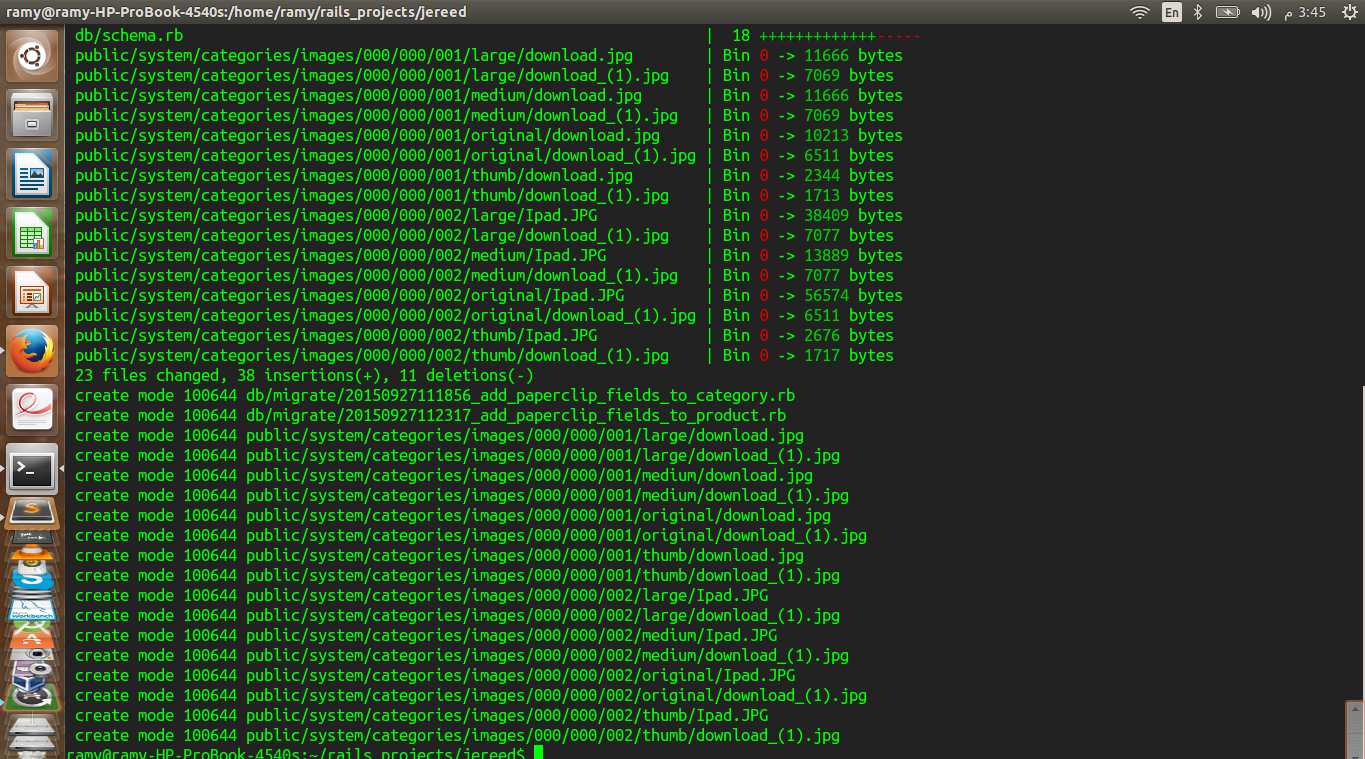 ramy@ramy-HP-ProBook-4540s:/home/ramy/rails_projects/jereed En 3:45 م
db/schema.rb | 18 +++++++++++++-----
public/system/categories/images/000/000/001/large/download.jpg | Bin 0 -> 11666 bytes
public/system/categories/images/000/000/001/large/download_(1).jpg | Bin 0 -> 7069 bytes
public/system/categories/images/000/000/001/medium/download.jpg | Bin 0 -> 11666 bytes
public/system/categories/images/000/000/001/medium/download_(1).jpg | Bin 0 -> 7069 bytes
public/system/categories/images/000/000/001/original/download.jpg | Bin 0 -> 10213 bytes
public/system/categories/images/000/000/001/original/download_(1).jpg | Bin 0 -> 6511 bytes
public/system/categories/images/000/000/001/thumb/download.jpg | Bin 0 -> 2344 bytes
public/system/categories/images/000/000/001/thumb/download_(1).jpg | Bin 0 -> 1713 bytes
public/system/categories/images/000/000/002/large/Ipad.JPG | Bin 0 -> 38409 bytes
public/system/categories/images/000/000/002/large/download_(1).jpg | Bin 0 -> 7077 bytes
public/system/categories/images/000/000/002/medium/Ipad.JPG | Bin 0 -> 13889 bytes
public/system/categories/images/000/000/002/medium/download_(1).jpg | Bin 0 -> 7077 bytes
public/system/categories/images/000/000/002/original/Ipad.JPG | Bin 0 -> 56574 bytes
public/system/categories/images/000/000/002/original/download_(1).jpg | Bin 0 -> 6511 bytes
public/system/categories/images/000/000/002/thumb/Ipad.JPG | Bin 0 -> 2676 bytes
public/system/categories/images/000/000/002/thumb/download_(1).jpg | Bin 0 -> 1717 bytes
23 files changed, 38 insertions(+), 11 deletions(-)
create mode 100644 db/migrate/20150927111856_add_paperclip_fields_to_category.rb
create mode 100644 db/migrate/20150927112317_add_paperclip_fields_to_product.rb
create mode 100644 public/system/categories/images/000/000/001/large/download.jpg
create mode 100644 public/system/categories/images/000/000/001/large/download_(1).jpg
create mode 100644 public/system/categories/images/000/000/001/medium/download.jpg
create mode 100644 public/system/categories/images/000/000/001/medium/download_(1).jpg
create mode 100644 public/system/categories/images/000/000/001/original/download.jpg
create mode 100644 public/system/categories/images/000/000/001/original/download_(1).jpg
create mode 100644 public/system/categories/images/000/000/001/thumb/download.jpg
create mode 100644 public/system/categories/images/000/000/001/thumb/download_(1).jpg
create mode 100644 public/system/categories/images/000/000/002/large/Ipad.JPG
create mode 100644 public/system/categories/images/000/000/002/large/download_(1).jpg
create mode 100644 public/system/categories/images/000/000/002/medium/Ipad.JPG
create mode 100644 public/system/categories/images/000/000/002/medium/download_(1).jpg
create mode 100644 public/system/categories/images/000/000/002/original/Ipad.JPG
create mode 100644 public/system/categories/images/000/000/002/original/download_(1).jpg
create mode 100644 public/system/categories/images/000/000/002/thumb/Ipad.JPG
create mode 100644 public/system/categories/images/000/000/002/thumb/download_(1).jpg
ramy@ramy-HP-ProBook-4540s:~/rails_projects/jereed$